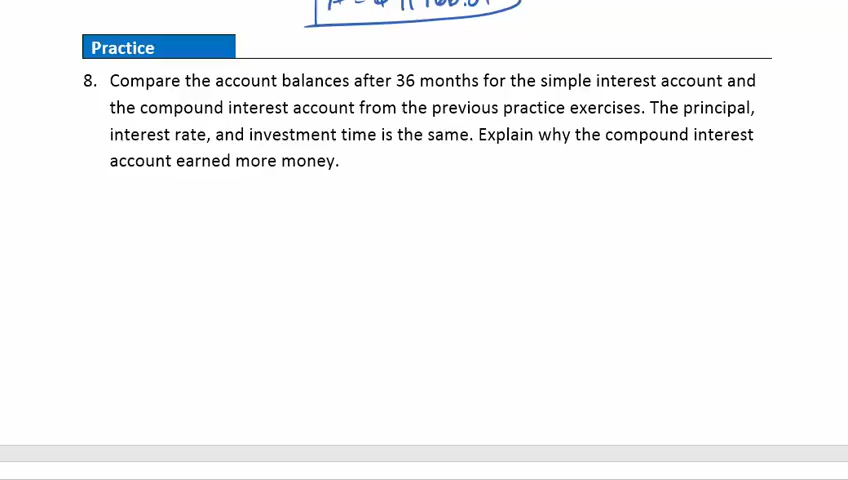 Practice
8. Compare the account balances after 36 months for the simple interest account and
the compound interest account from the previous practice exercises. The principal,
interest rate, and investment time is the same. Explain why the compound interest
account earned more money.